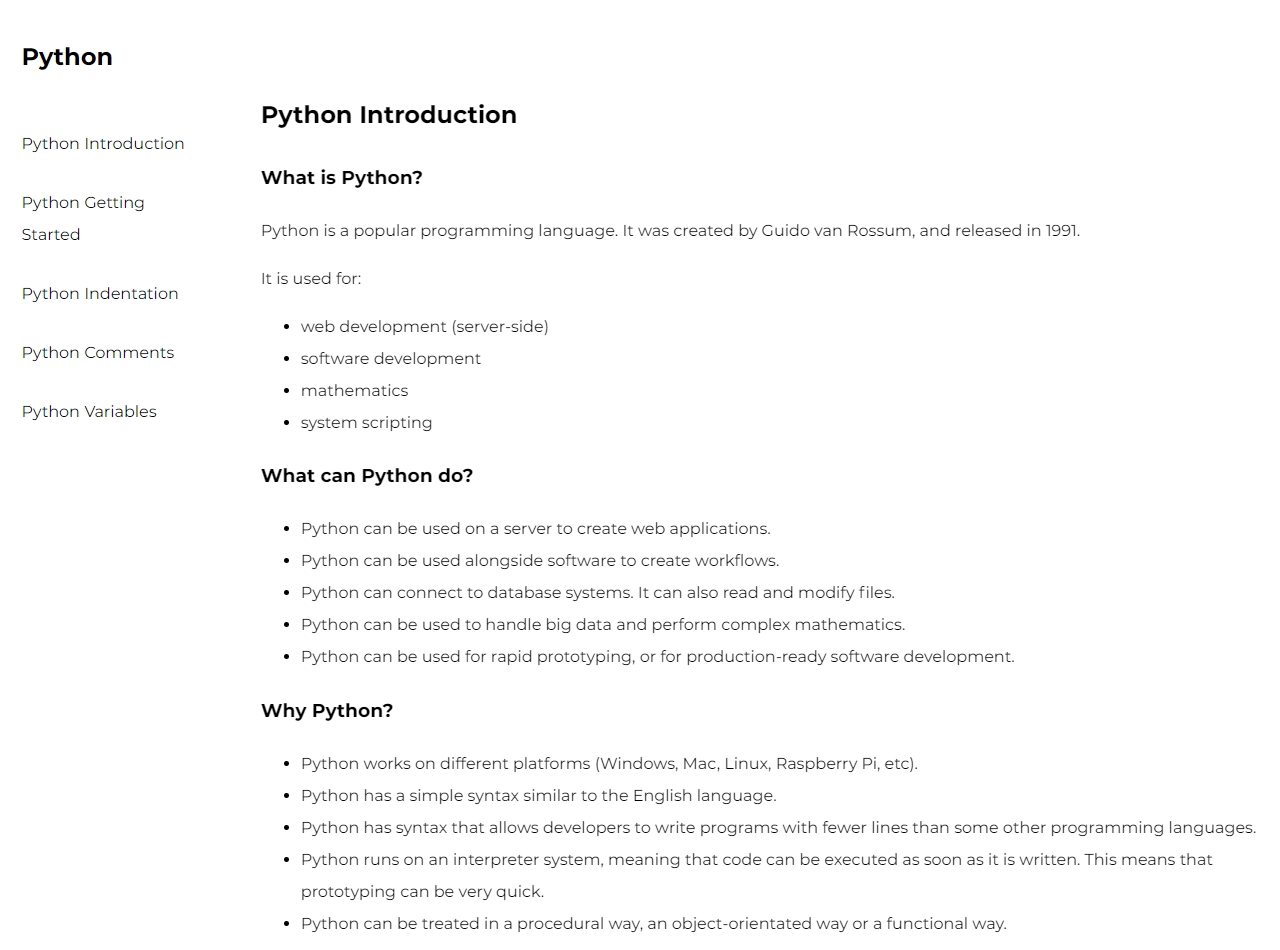 Python
Python Introduction
Python Getting
Started
Python Indentation
Python Comments
Python Variables
Python Introduction
What is Python?
Python is a popular programming language. It was created by Guido van Rossum, and released in 1991.
It is used for:
• web development (server-side)
• software development
• mathematics
• system scripting
What can Python do?
• Python can be used on a server to create web applications.
• Python can be used alongside software to create workflows.
• Python can connect to database systems. It can also read and modify files.
• Python can be used to handle big data and perform complex mathematics.
• Python can be used for rapid prototyping, or for production-ready software development.
Why Python?
• Python works on different platforms (Windows, Mac, Linux, Raspberry Pi, etc).
• Python has a simple syntax similar to the English language.
• Python has syntax that allows developers to write programs with fewer lines than some other programming languages.
• Python runs on an interpreter system, meaning that code can be executed as soon as it is written. This means that
prototyping can be very quick.
• Python can be treated in a procedural way, an object-orientated way or a functional way.